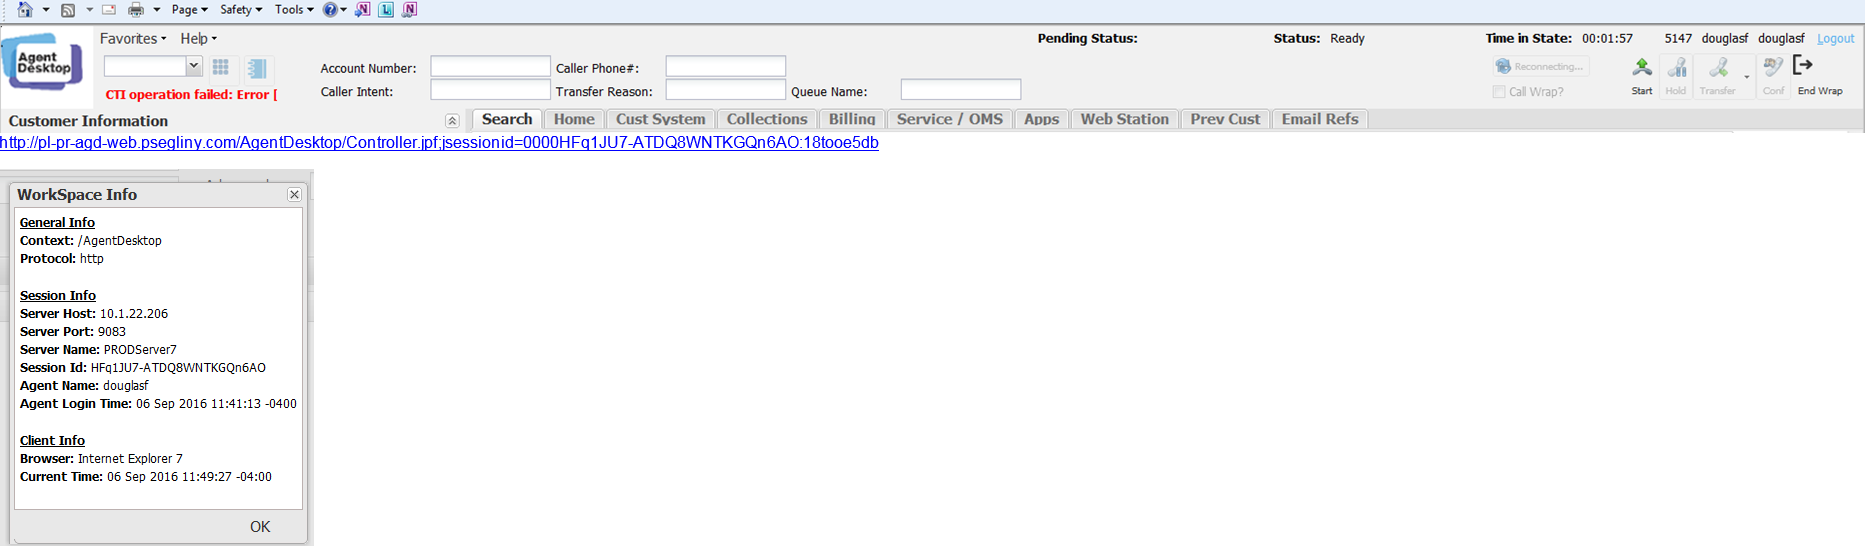 Page Safety Tools
Agent Desktop
Favorites Help
Pending Status: Status: Ready Time in State: 00:01:57 5147 douglasf douglasf Logout
Account Number: Caller Phone#: Reconnecting...
CTI operation failed: Error [
Caller Intent: Transfer Reason: Queue Name: Call Wrap? Start Hold Transfer Conf End Wrap
Customer Information Search Home Cust System Collections Billing Service / OMS Apps Web Station Prev Cust Email Refs
http://pl-pr-agd-web.psegliny.com/AgentDesktop/Controller.jpf;jsessionid=0000HFq1JU7-ATDQ8WNTKGQn6AO:18tooe5db
WorkSpace Info
General Info
Context: /AgentDesktop
Protocol: http
Session Info
Server Host: 10.1.22.206
Server Port: 9083
Server Name: PRODServer7
Session Id: HFq1JU7-ATDQ8WNTKGQn6AO
Agent Name: douglasf
Agent Login Time: 06 Sep 2016 11:41:13 -0400
Client Info
Browser: Internet Explorer 7
Current Time: 06 Sep 2016 11:49:27 -04:00
OK